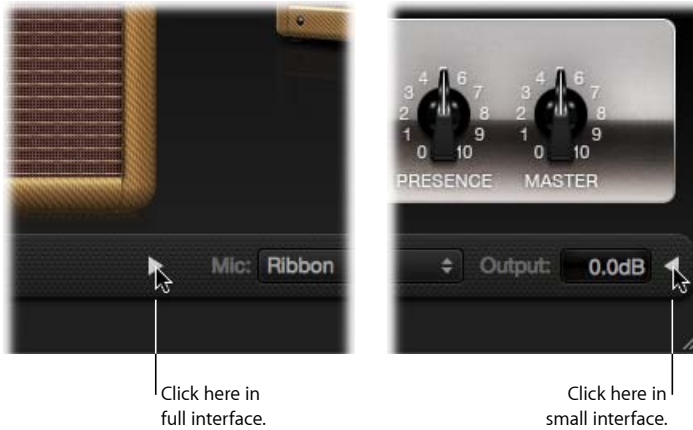 4 6
3 7
2 8
1 9
0 10
PRESENCE
4 6
3 7
2 8
1 9
0 10
MASTER
Mic: Ribbon
Output: 0.0dB
Click here in
full interface.
Click here in
small interface.